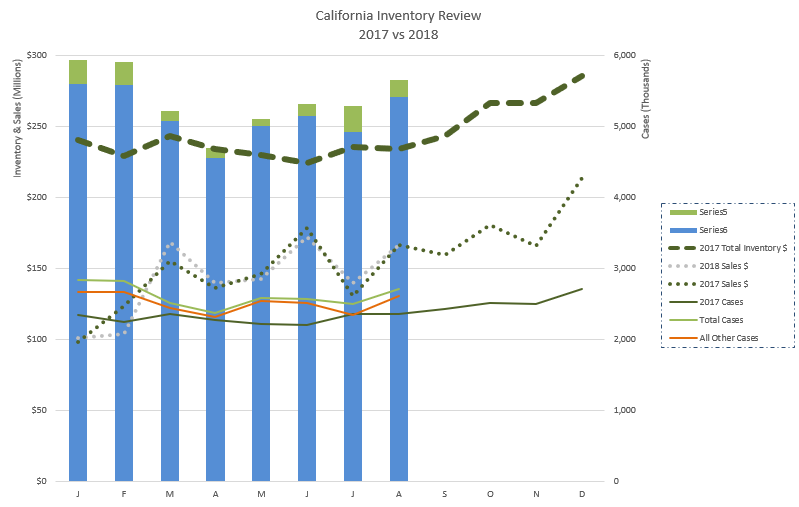 California Inventory Review
2017 vs 2018
Inventory & Sales (Millions)
$300
$250
$200
$150
$100
$50
$0
6,000
5,000
4,000
3,000
2,000
1,000
0
Cases (Thousands)
J F M A M J J A S O N D
Series5
Series6
2017 Total Inventory $
2018 Sales $
2017 Sales $
2017 Cases
Total Cases
All Other Cases